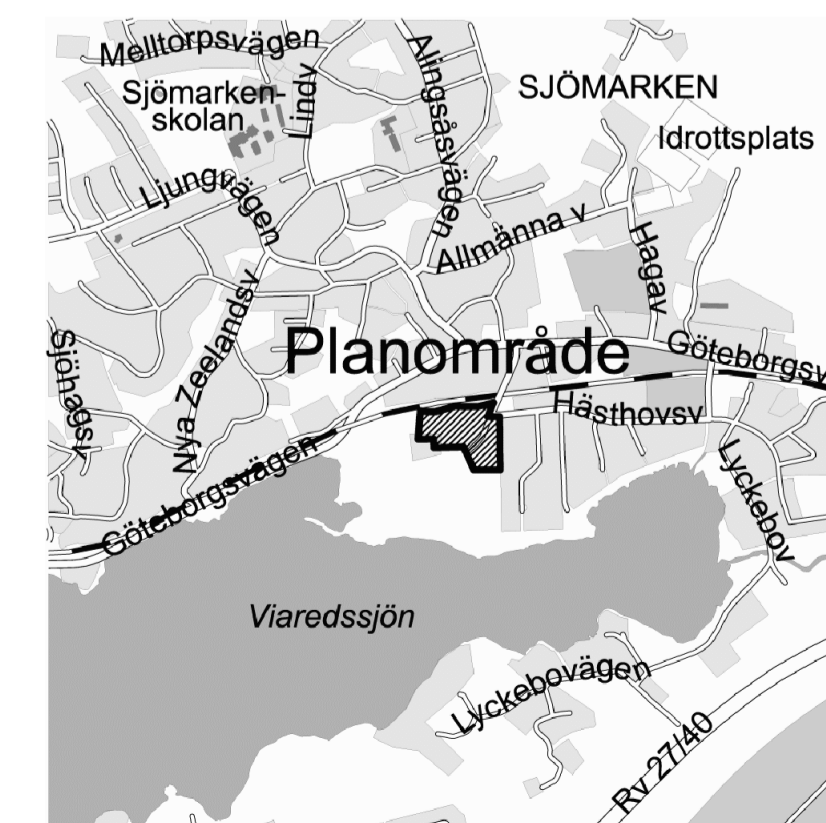 Melltorpsvägen
Alingsåsvägen
Lindv
SJÖMARKEN
Sjömarken-
skolan
Idrottsplats
Ljungvägen
Allmänna v
Hagav
Nya Zeelandsv
Sjöhagsv
Planområde
Göteborgsv
Hästhovsv
Göteborgsvägen
Lyckebov
Viaredssjön
Lyckebovägen
Rv 27/40